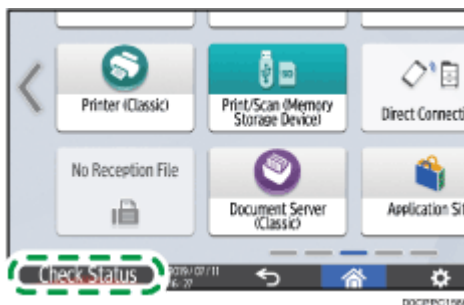 Printer (Classic)
Print/Scan (Memory
Storage Device)
Direct Connecti
No Reception File
Document Server
(Classic)
Application Sit
SD
Check Status
2019/07/11